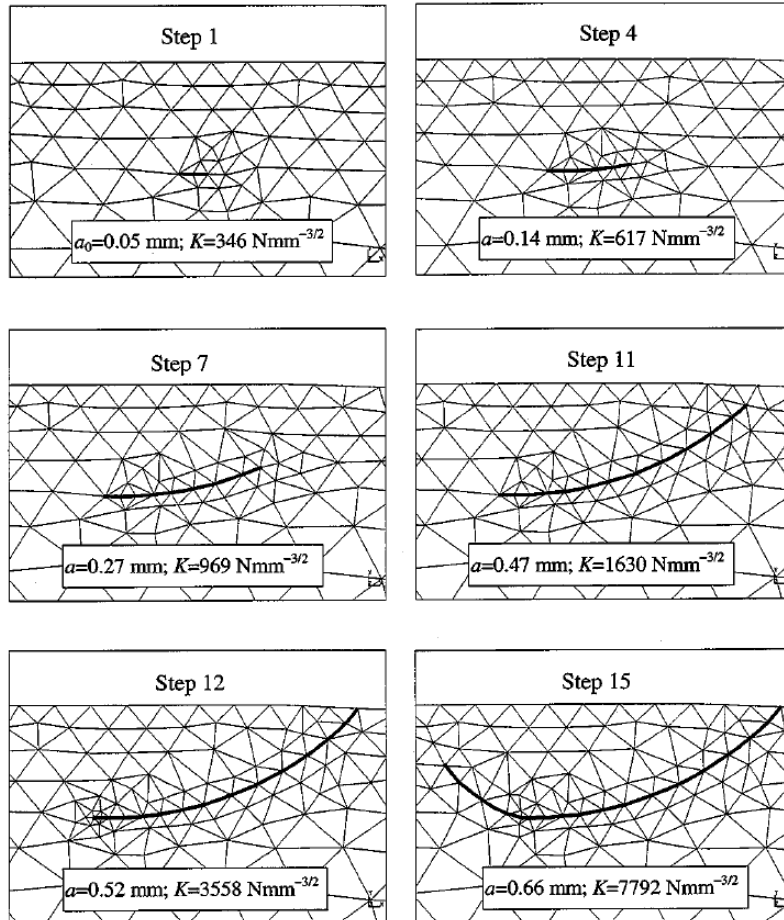 Step 1
a₀=0.05 mm; K=346 Nmm⁻³/²
Step 4
a=0.14 mm; K=617 Nmm⁻³/²
Step 7
a=0.27 mm; K=969 Nmm⁻³/²
Step 11
a=0.47 mm; K=1630 Nmm⁻³/²
Step 12
a=0.52 mm; K=3558 Nmm⁻³/²
Step 15
a=0.66 mm; K=7792 Nmm⁻³/²